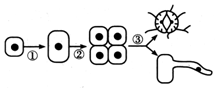 ① ② ③